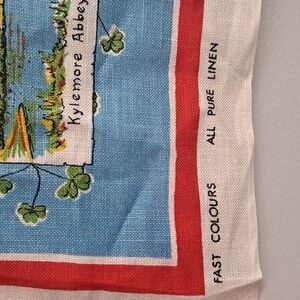 Kylemore Abbey
FAST COLOURS ALL PURE LINEN